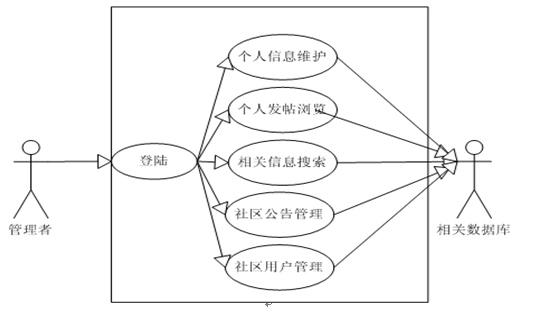 个人信息维护
个人发帖浏览
登陆
相关信息搜索
社区公告管理
管理者
相关数据库
社区用户管理